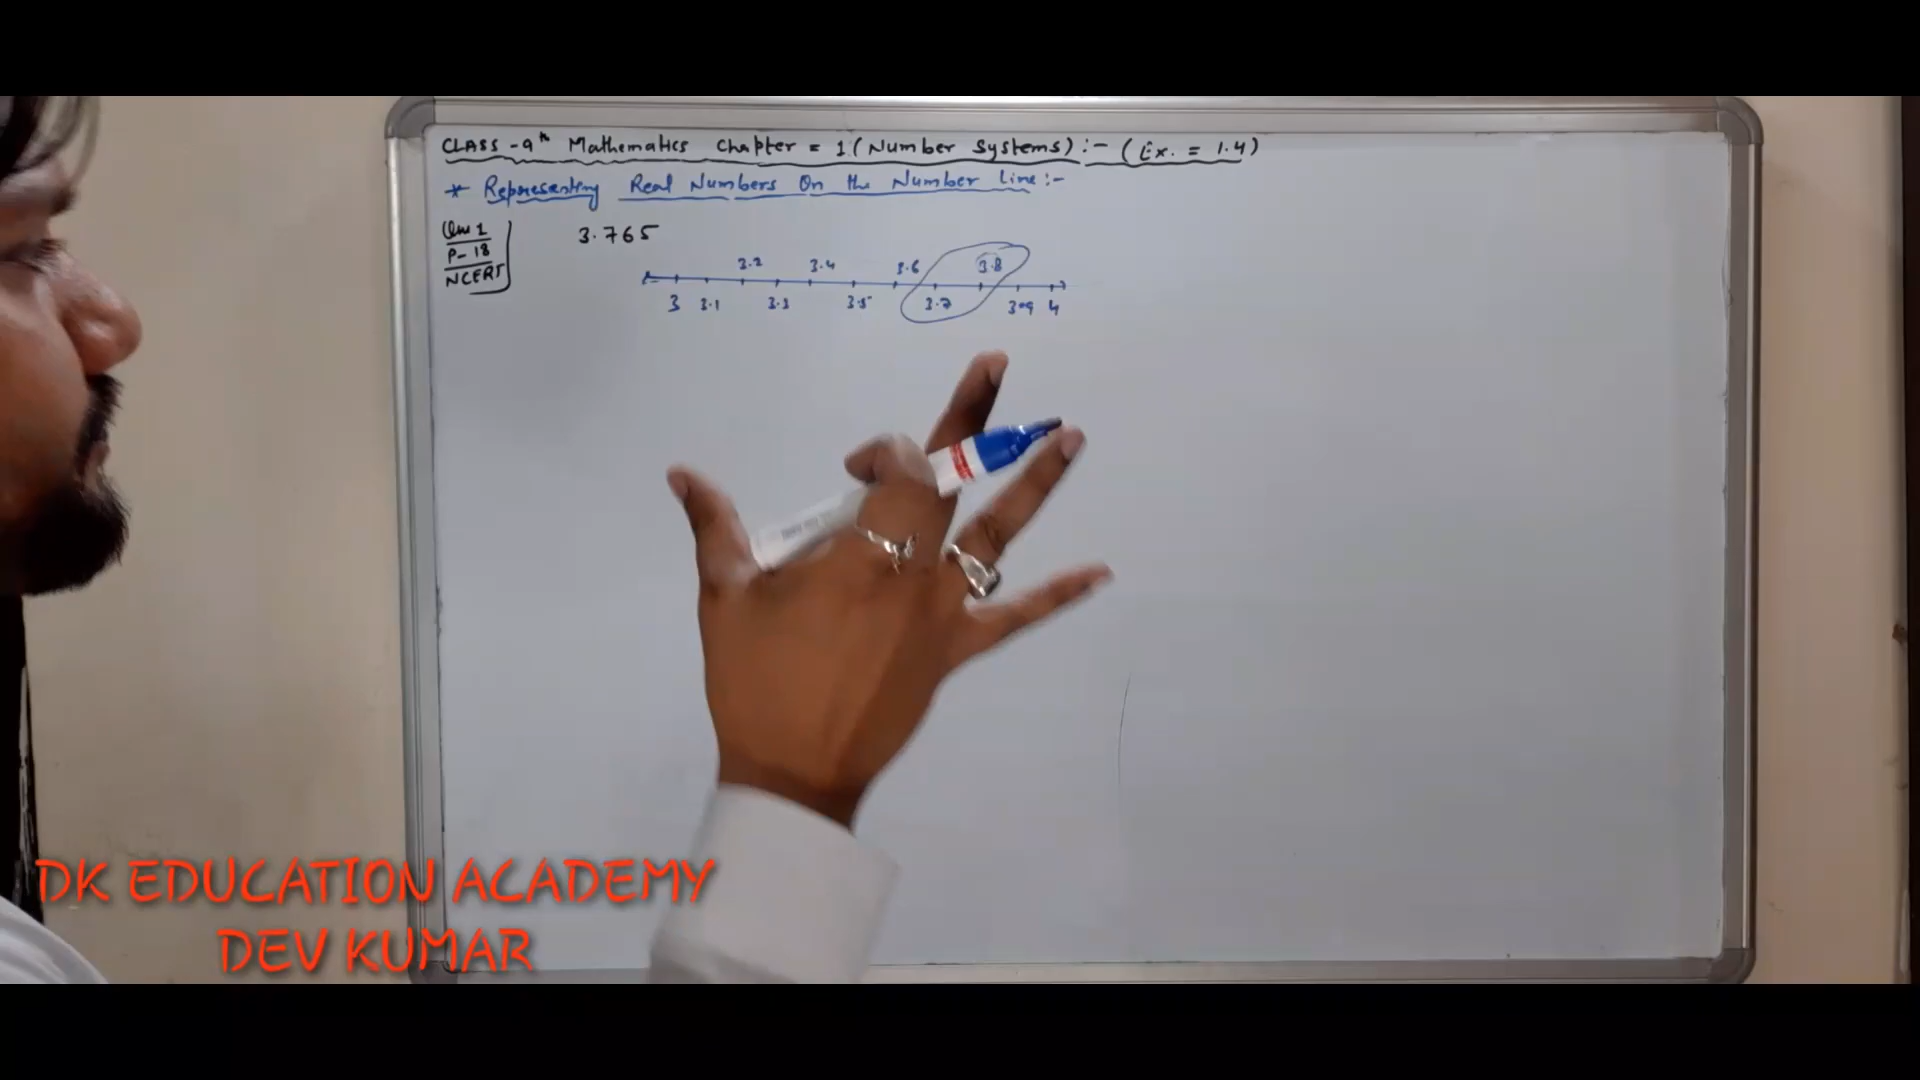 CLASS -9th Mathematics Chapter = 1 (Number Systems) :- (Ex. = 1.4)
* Representing Real Numbers On the Number Line :-
Que 1
P- 18
NCERT
3.765
3.2 3.4 3.6 3.8
3 3.1 3.3 3.5 3.7 3.9 4
DK EDUCATION ACADEMY
DEV KUMAR